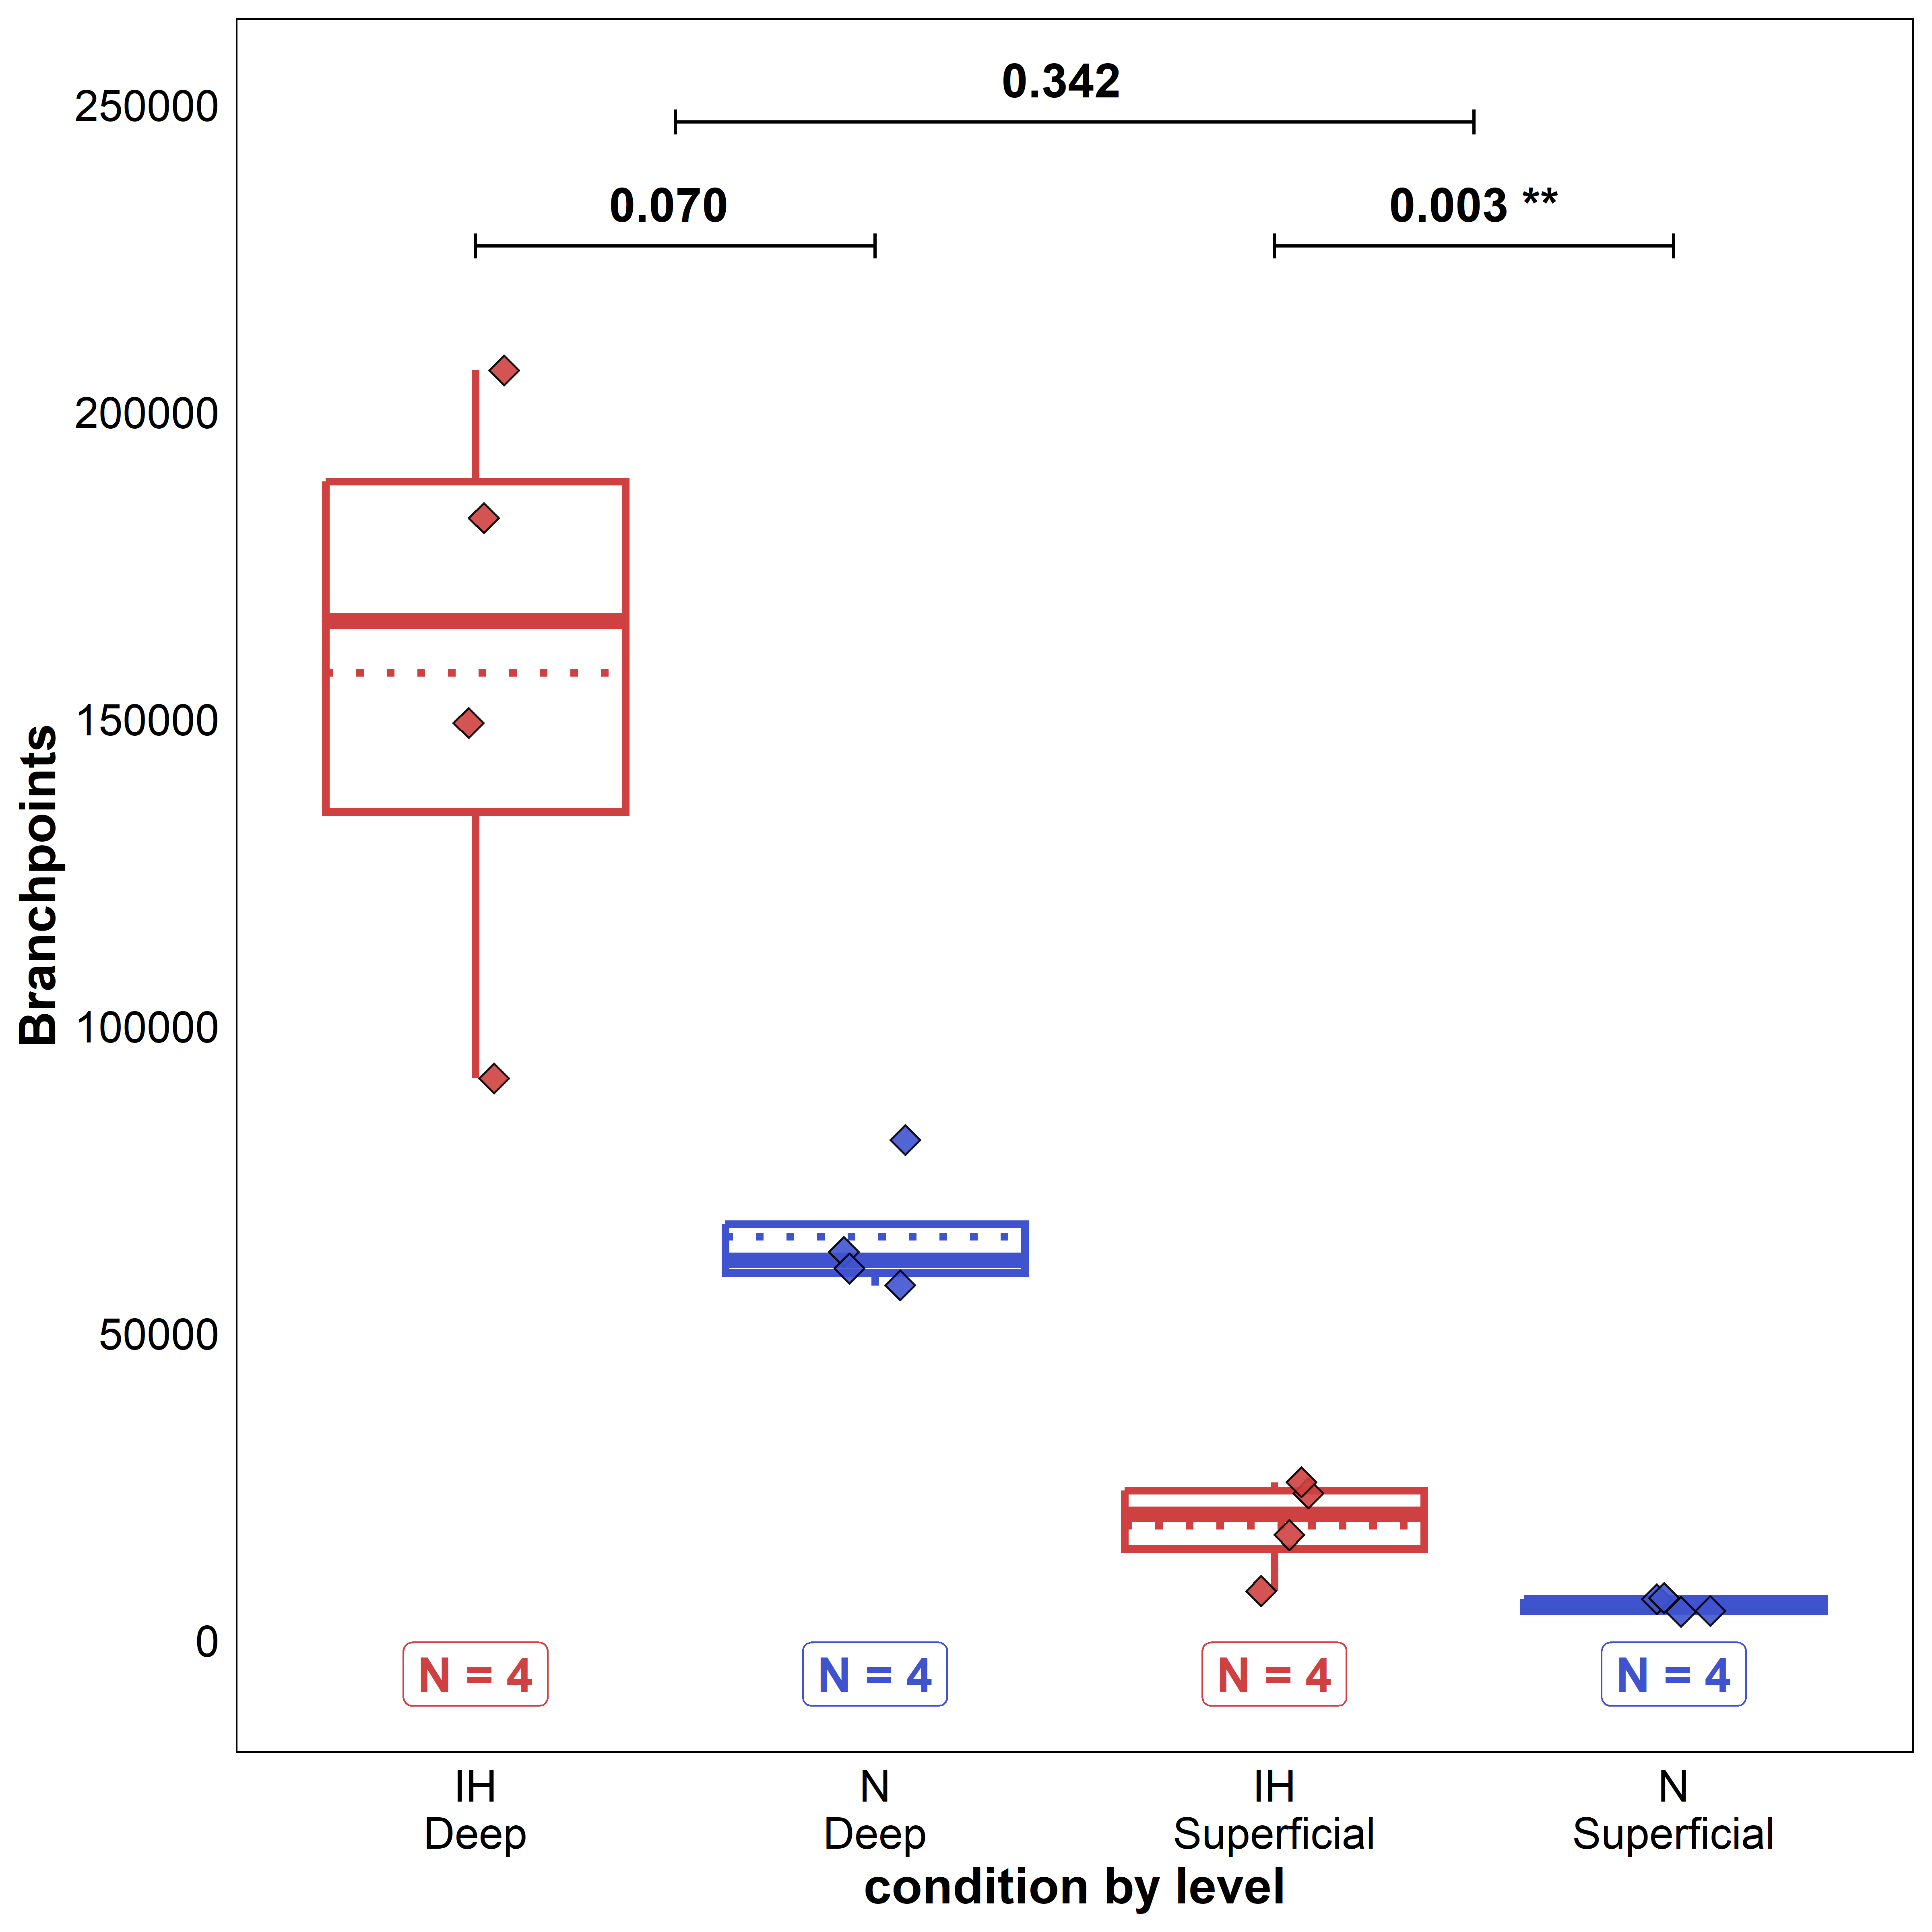 0.342
0.070
0.003 **
250000
200000
150000
100000
50000
0
Branchpoints
N = 4
N = 4
N = 4
N = 4
IH
Deep
N
Deep
IH
Superficial
N
Superficial
condition by level